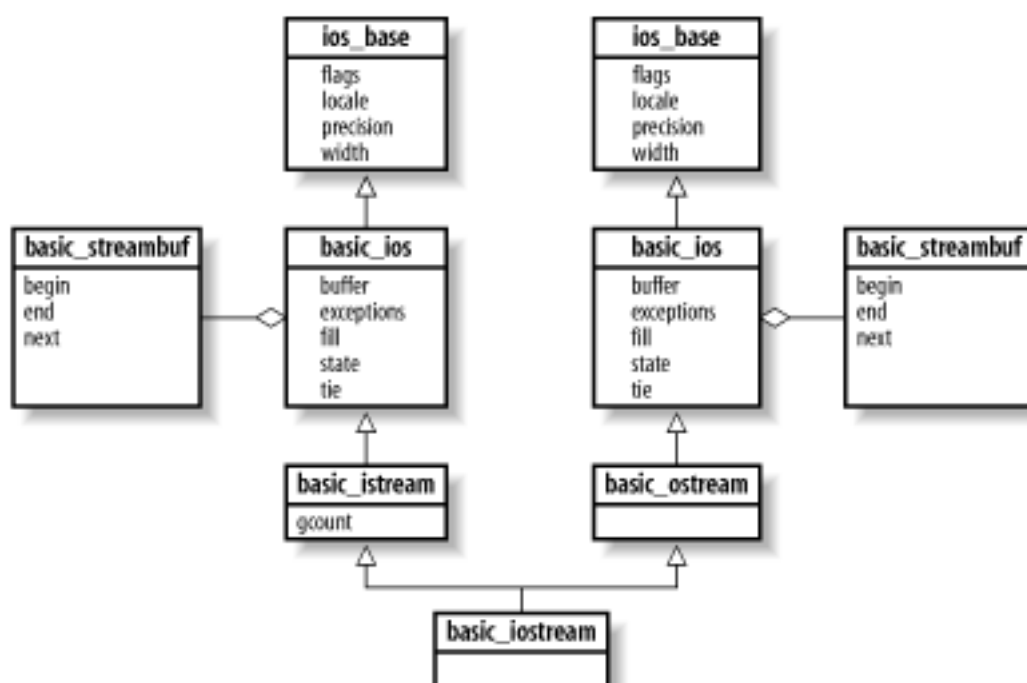 ios_base
flags
locale
precision
width
ios_base
flags
locale
precision
width
basic_streambuf
begin
end
next
basic_ios
buffer
exceptions
fill
state
tie
basic_ios
buffer
exceptions
fill
state
tie
basic_streambuf
begin
end
next
basic_istream
gcount
basic_ostream
basic_iostream